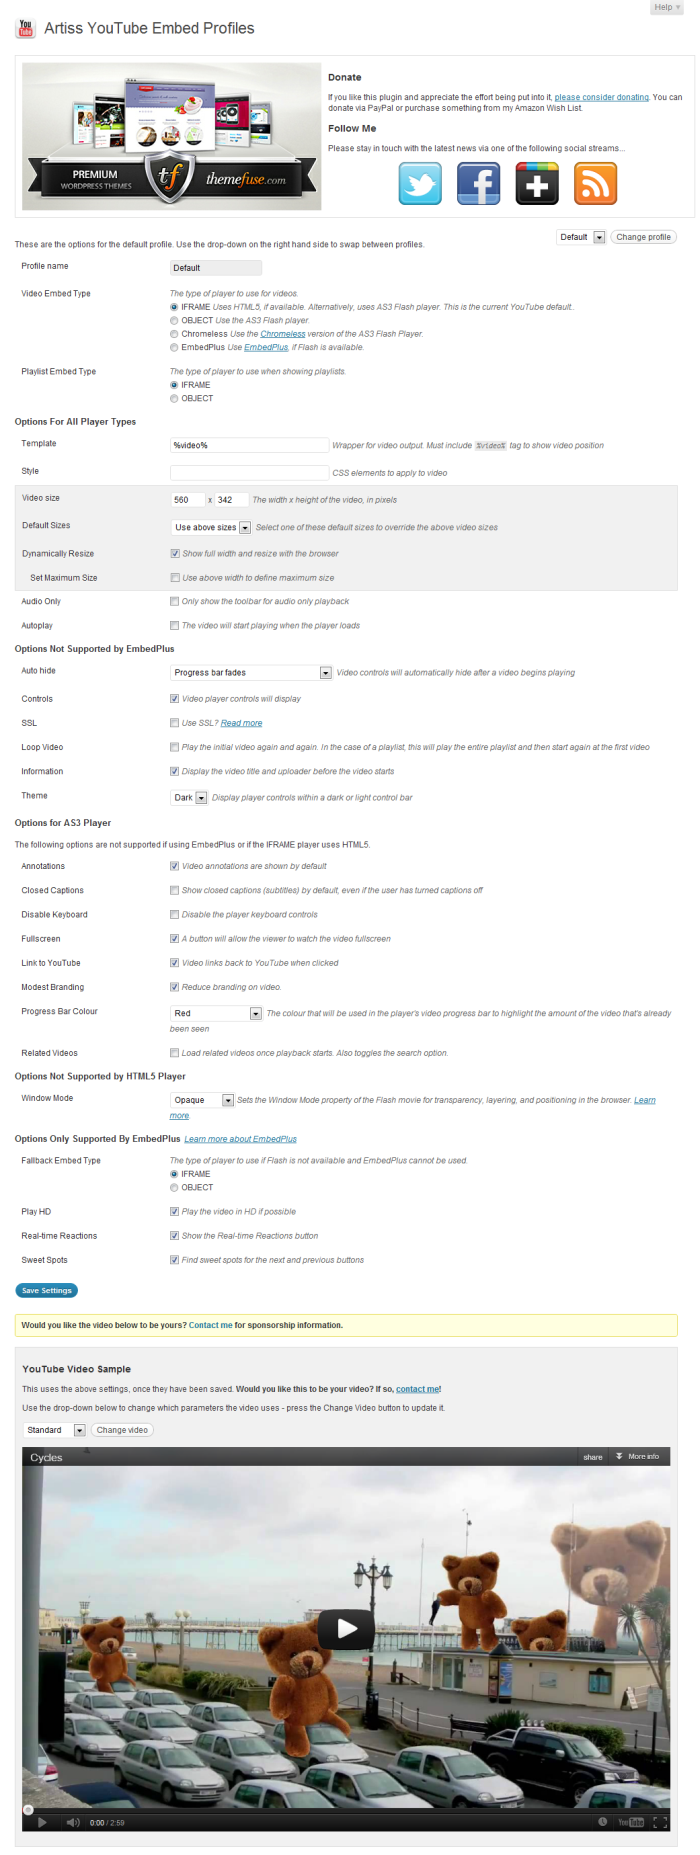 Help
You
Tube
Artiss YouTube Embed Profiles
PREMIUM
WORDPRESS THEMES
tf
themefuse.com
Donate
If you like this plugin and appreciate the effort being put into it, please consider donating. You can
donate via PayPal or purchase something from my Amazon Wish List.
Follow Me
Please stay in touch with the latest news via one of the following social streams...
These are the options for the default profile. Use the drop-down on the right hand side to swap between profiles.
Default Change profile
Profile name Default
Video Embed Type The type of player to use for videos.
IFRAME Uses HTML5, if available. Alternatively, uses AS3 Flash player. This is the current YouTube default..
OBJECT Use the AS3 Flash player.
Chromeless Use the Chromeless version of the AS3 Flash Player.
EmbedPlus Use EmbedPlus, if Flash is available.
Playlist Embed Type The type of player to use when showing playlists.
IFRAME
OBJECT
Options For All Player Types
Template %video% Wrapper for video output. Must include %video% tag to show video position
Style CSS elements to apply to video
Video size 560 x 342 The width x height of the video, in pixels
Default Sizes Use above sizes Select one of these default sizes to override the above video sizes
Dynamically Resize Show full width and resize with the browser
Set Maximum Size Use above width to define maximum size
Audio Only Only show the toolbar for audio only playback
Autoplay The video will start playing when the player loads
Options Not Supported by EmbedPlus
Auto hide Progress bar fades Video controls will automatically hide after a video begins playing
Controls Video player controls will display
SSL Use SSL? Read more
Loop Video Play the initial video again and again. In the case of a playlist, this will play the entire playlist and then start again at the first video
Information Display the video title and uploader before the video starts
Theme Dark Display player controls within a dark or light control bar
Options for AS3 Player
The following options are not supported if using EmbedPlus or if the IFRAME player uses HTML5.
Annotations Video annotations are shown by default
Closed Captions Show closed captions (subtitles) by default, even if the user has turned captions off
Disable Keyboard Disable the player keyboard controls
Fullscreen A button will allow the viewer to watch the video fullscreen
Link to YouTube Video links back to YouTube when clicked
Modest Branding Reduce branding on video.
Progress Bar Colour Red The colour that will be used in the player's video progress bar to highlight the amount of the video that's already
been seen
Related Videos Load related videos once playback starts. Also toggles the search option.
Options Not Supported by HTML5 Player
Window Mode Opaque Sets the Window Mode property of the Flash movie for transparency, layering, and positioning in the browser. Learn
more.
Options Only Supported By EmbedPlus Learn more about EmbedPlus
Fallback Embed Type The type of player to use if Flash is not available and EmbedPlus cannot be used.
IFRAME
OBJECT
Play HD Play the video in HD if possible
Real-time Reactions Show the Real-time Reactions button
Sweet Spots Find sweet spots for the next and previous buttons
Save Settings
Would you like the video below to be yours? Contact me for sponsorship information.
YouTube Video Sample
This uses the above settings, once they have been saved. Would you like this to be your video? If so, contact me!
Use the drop-down below to change which parameters the video uses - press the Change Video button to update it.
Standard Change video
Cycles share More info
0:00 / 2:59 YouTube